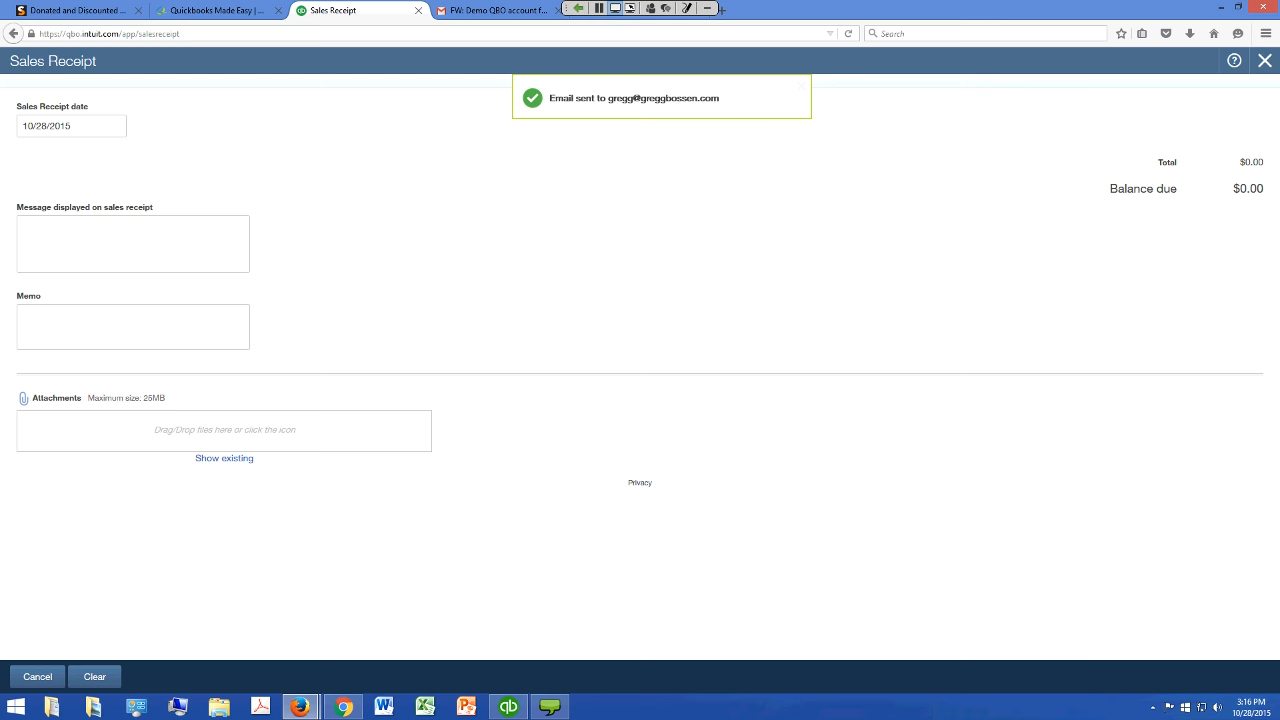 Donated and Discounted ...
Quickbooks Made Easy | ...
Sales Receipt
FW: Demo QBO account f...
https://qbo.intuit.com/app/salesreceipt
Search
Sales Receipt
Email sent to gregg@greggbossen.com
Sales Receipt date
10/28/2015
Total $0.00
Balance due $0.00
Message displayed on sales receipt
Memo
Attachments Maximum size: 25MB
Drag/Drop files here or click the icon
Show existing
Privacy
Cancel Clear
3:16 PM
10/28/2015